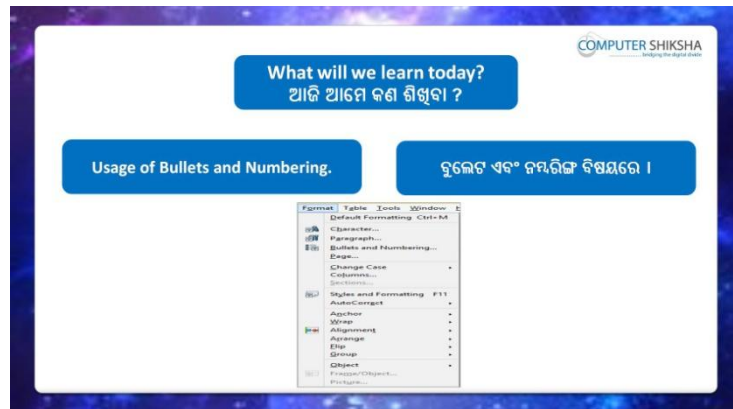 COMPUTER SHIKSHA
bridging the digital divide
What will we learn today?
ଆଜି ଆମେ କଣ ଶିଖିବା ?
Usage of Bullets and Numbering.
ବୁଲେଟ ଏବଂ ନମ୍ବରିଙ୍ଗ ବିଷୟରେ ।
Format Table Tools Window
Default Formatting Ctrl+M
Character...
Paragraph...
Bullets and Numbering...
Page...
Change Case
Columns...
Sections...
Styles and Formatting F11
AutoCorrect
Anchor
Wrap
Alignment
Arrange
Flip
Group
Object
Frame/Object...
Picture...